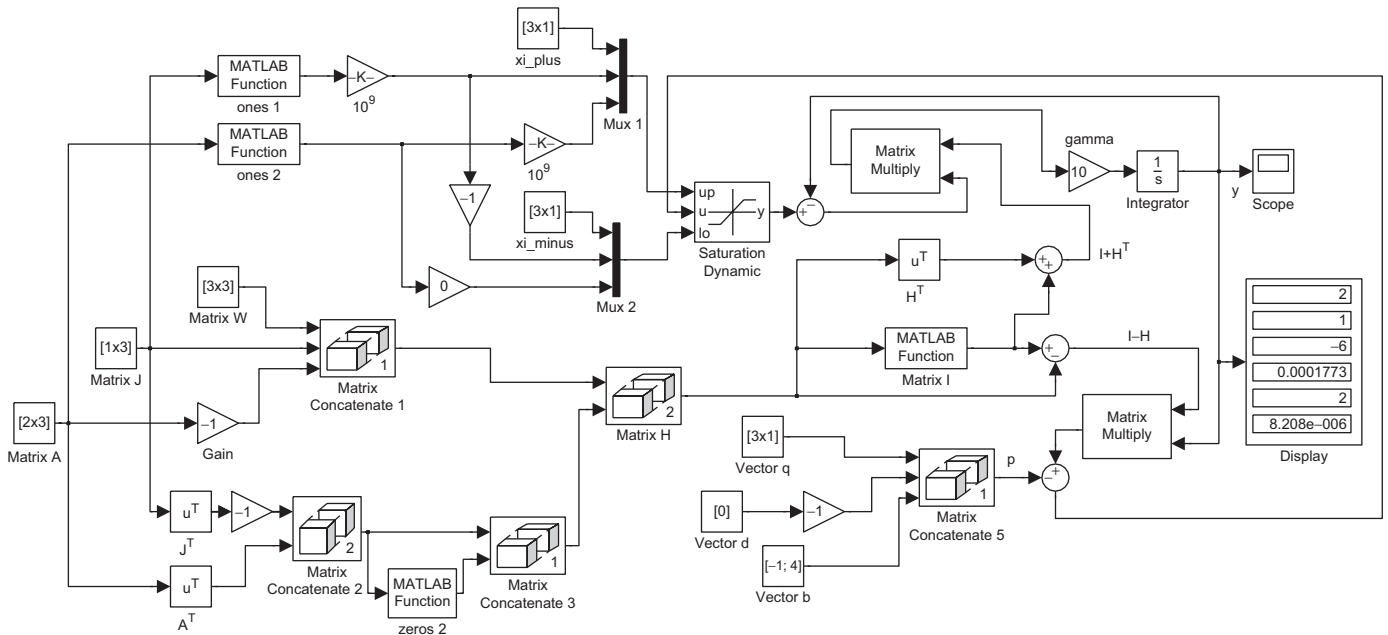 [3x1]
xi_plus
MATLAB
Function
ones 1
–K–
10^9
Mux 1
MATLAB
Function
ones 2
–K–
10^9
–1
[3x1]
xi_minus
0
Mux 2
up
u
lo
y
Saturation
Dynamic
+
–
Matrix
Multiply
gamma
10
1
s
Integrator
y
Scope
u^T
H^T
+
+
I+H^T
MATLAB
Function
Matrix I
+
–
I–H
2
1
–6
0.0001773
2
8.208e–006
Display
[3x3]
Matrix W
[1x3]
Matrix J
1
Matrix
Concatenate 1
[2x3]
Matrix A
–1
Gain
2
Matrix H
Matrix
Multiply
[3x1]
Vector q
1
Matrix
Concatenate 5
p
–
+
[0]
Vector d
–1
[–1; 4]
Vector b
u^T
J^T
–1
2
Matrix
Concatenate 2
u^T
A^T
MATLAB
Function
zeros 2
1
Matrix
Concatenate 3